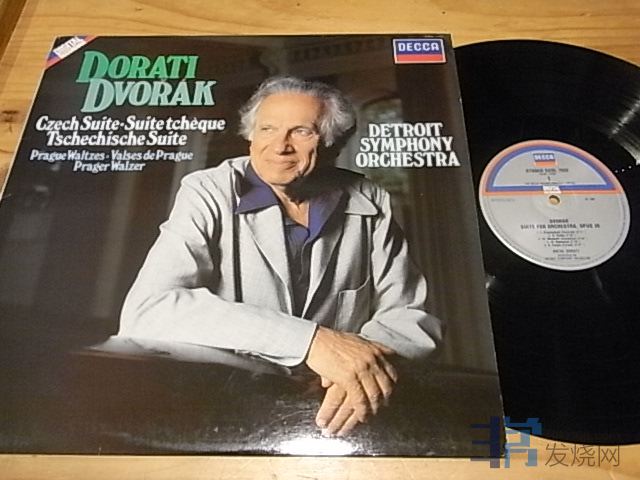 DORATI
DVOŘÁK
Czech Suite • Suite tchèque
Tschechische Suite
Prague Waltzes • Valses de Prague
Prager Walzer
DECCA
DETROIT
SYMPHONY
ORCHESTRA
DECCA
DVORAK
SUITE FOR ORCHESTRA, OPUS 39
发烧网